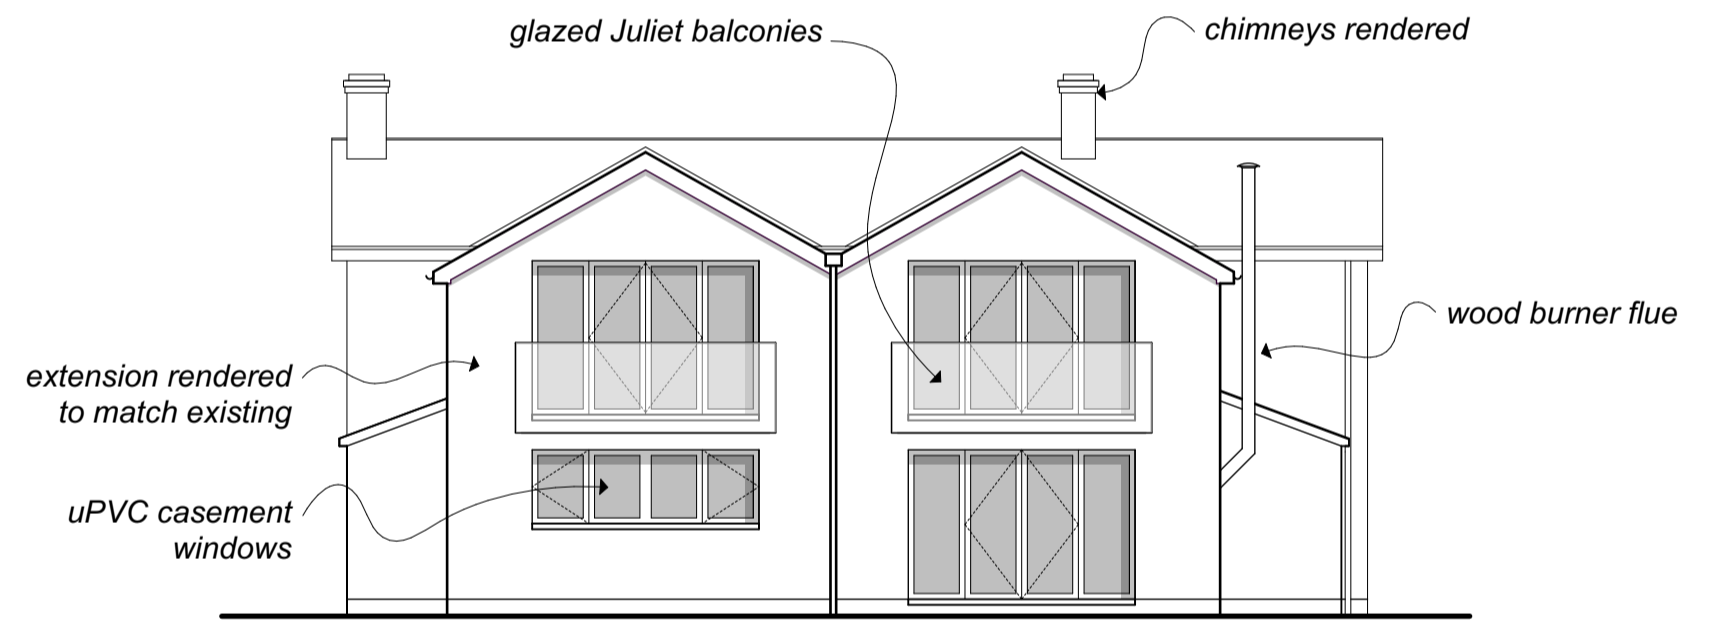 glazed Juliet balconies
chimneys rendered
wood burner flue
extension rendered
to match existing
uPVC casement
windows